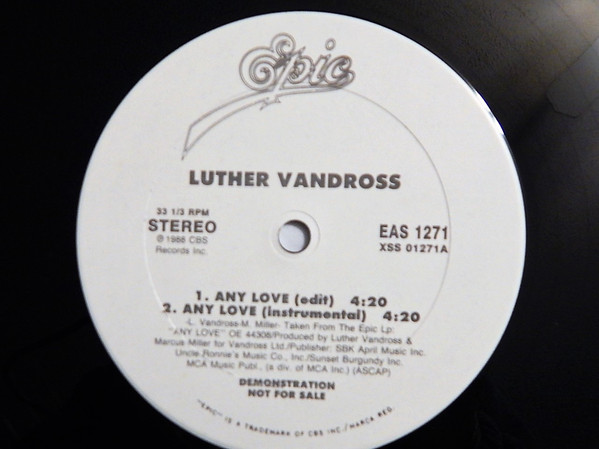 Epic
LUTHER VANDROSS
33 1/3 RPM
STEREO
℗ 1988 CBS
Records Inc.
EAS 1271
XSS 01271A
1. ANY LOVE (edit) 4:20
2. ANY LOVE (instrumental) 4:20
-L. Vandross-M. Miller- Taken From The Epic Lp:
"ANY LOVE" OE 44308/Produced by Luther Vandross &
Marcus Miller for Vandross Ltd./Publisher: SBK April Music Inc.
Uncle Ronnie's Music Co., Inc./Sunset Burgundy Inc.
MCA Music Publ., (a div. of MCA Inc.) (ASCAP)
DEMONSTRATION
NOT FOR SALE
"EPIC" IS A TRADEMARK OF CBS INC./MARCA REG.